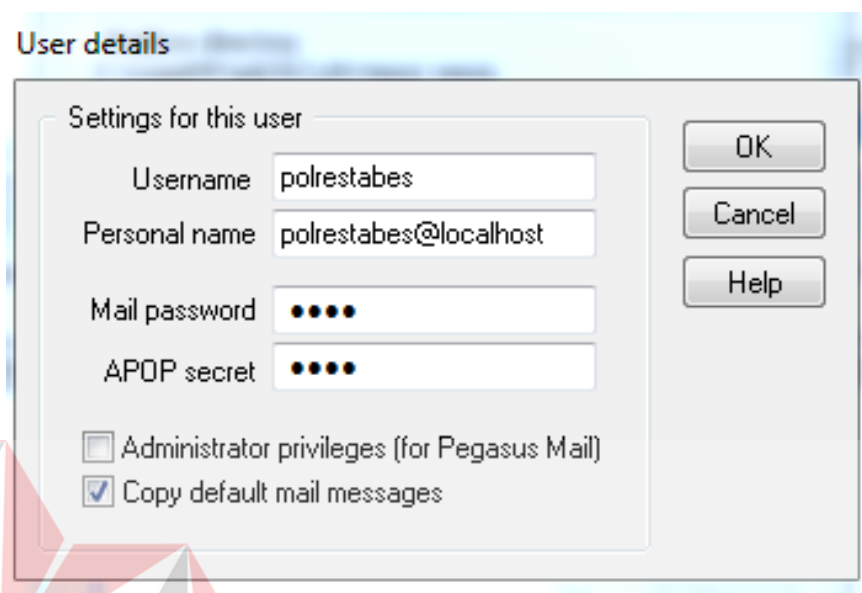 User details
Settings for this user
Username polrestabes
Personal name polrestabes@localhost
Mail password ●●●●
APOP secret ●●●●
Administrator privileges (for Pegasus Mail)
Copy default mail messages
OK
Cancel
Help